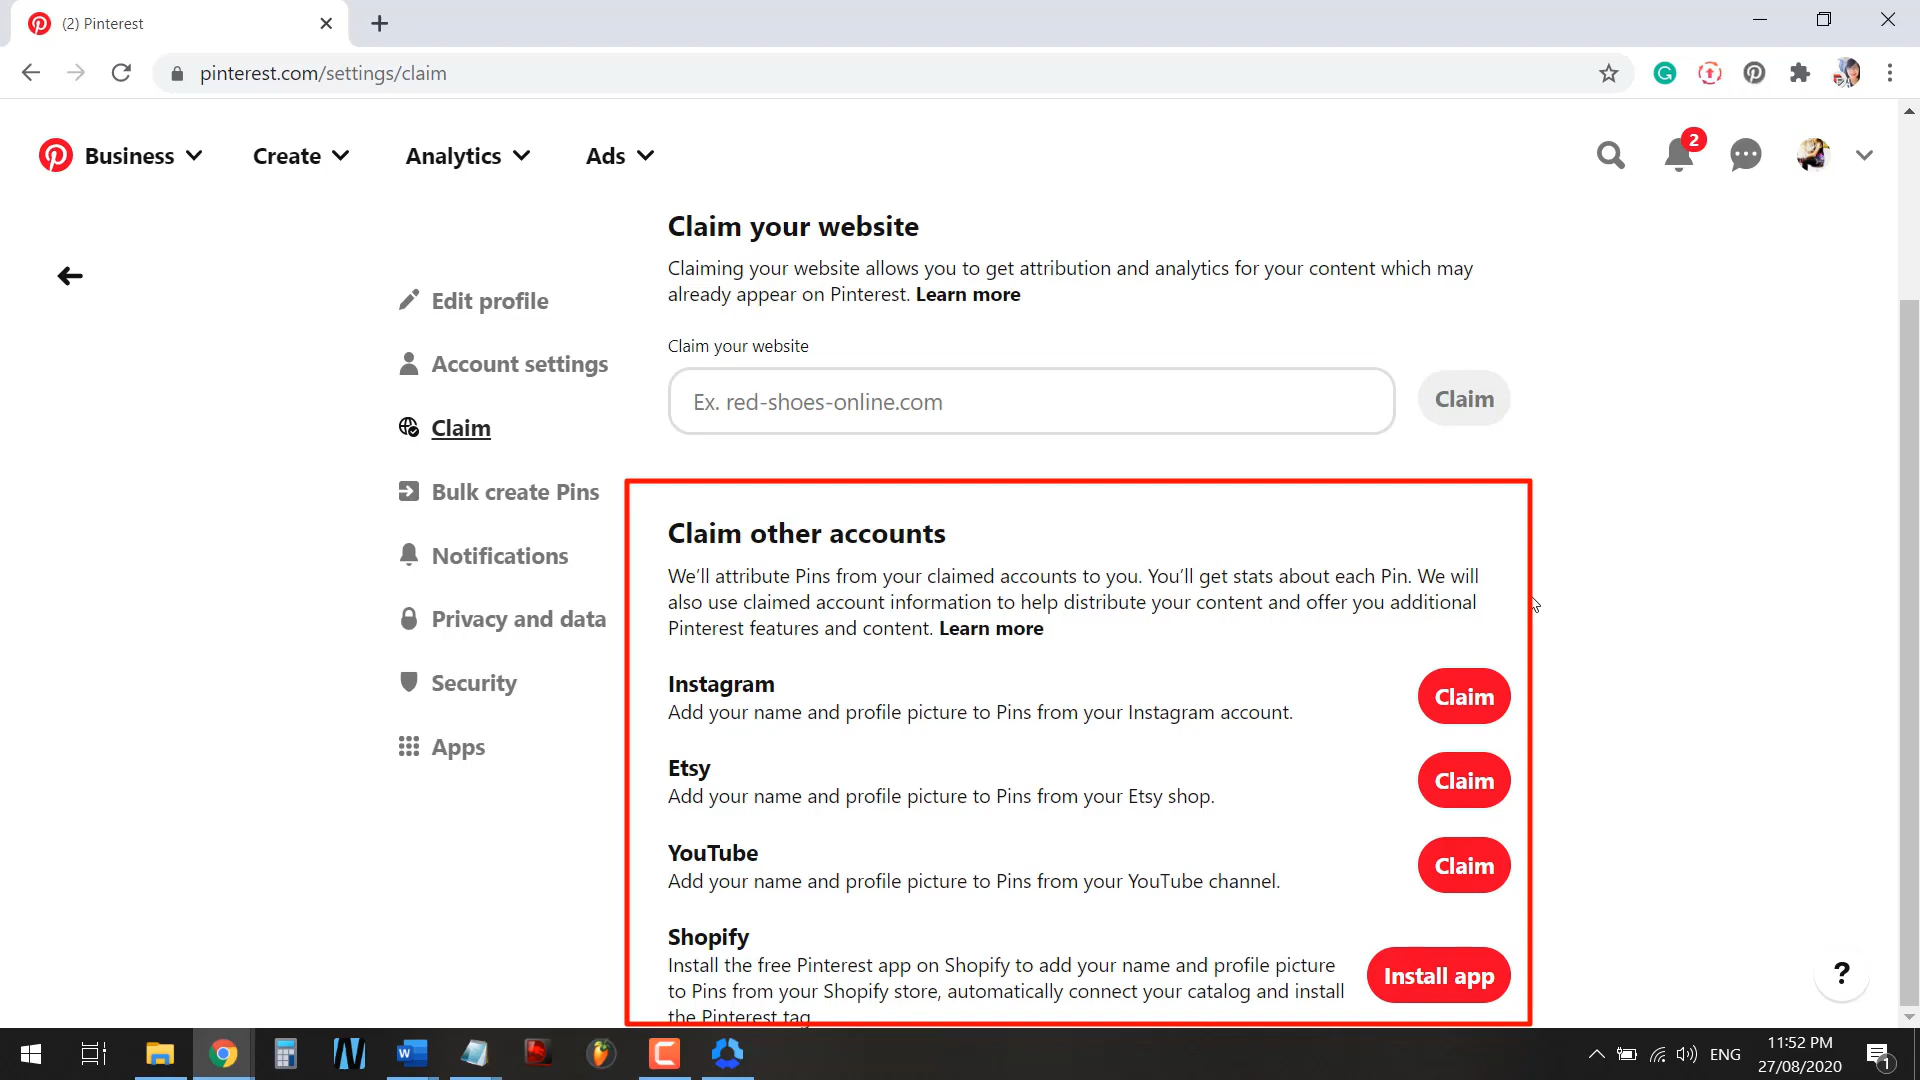 (2) Pinterest
pinterest.com/settings/claim
Business
Create
Analytics
Ads
2
Claim your website
Claiming your website allows you to get attribution and analytics for your content which may
already appear on Pinterest. Learn more
Edit profile
Account settings
Claim
Bulk create Pins
Notifications
Privacy and data
Security
Apps
Claim your website
Ex. red-shoes-online.com
Claim
Claim other accounts
We'll attribute Pins from your claimed accounts to you. You'll get stats about each Pin. We will
also use claimed account information to help distribute your content and offer you additional
Pinterest features and content. Learn more
Instagram
Add your name and profile picture to Pins from your Instagram account.
Claim
Etsy
Add your name and profile picture to Pins from your Etsy shop.
Claim
YouTube
Add your name and profile picture to Pins from your YouTube channel.
Claim
Shopify
Install the free Pinterest app on Shopify to add your name and profile picture
to Pins from your Shopify store, automatically connect your catalog and install
the Pinterest tag
Install app
?
ENG
11:52 PM
27/08/2020
1